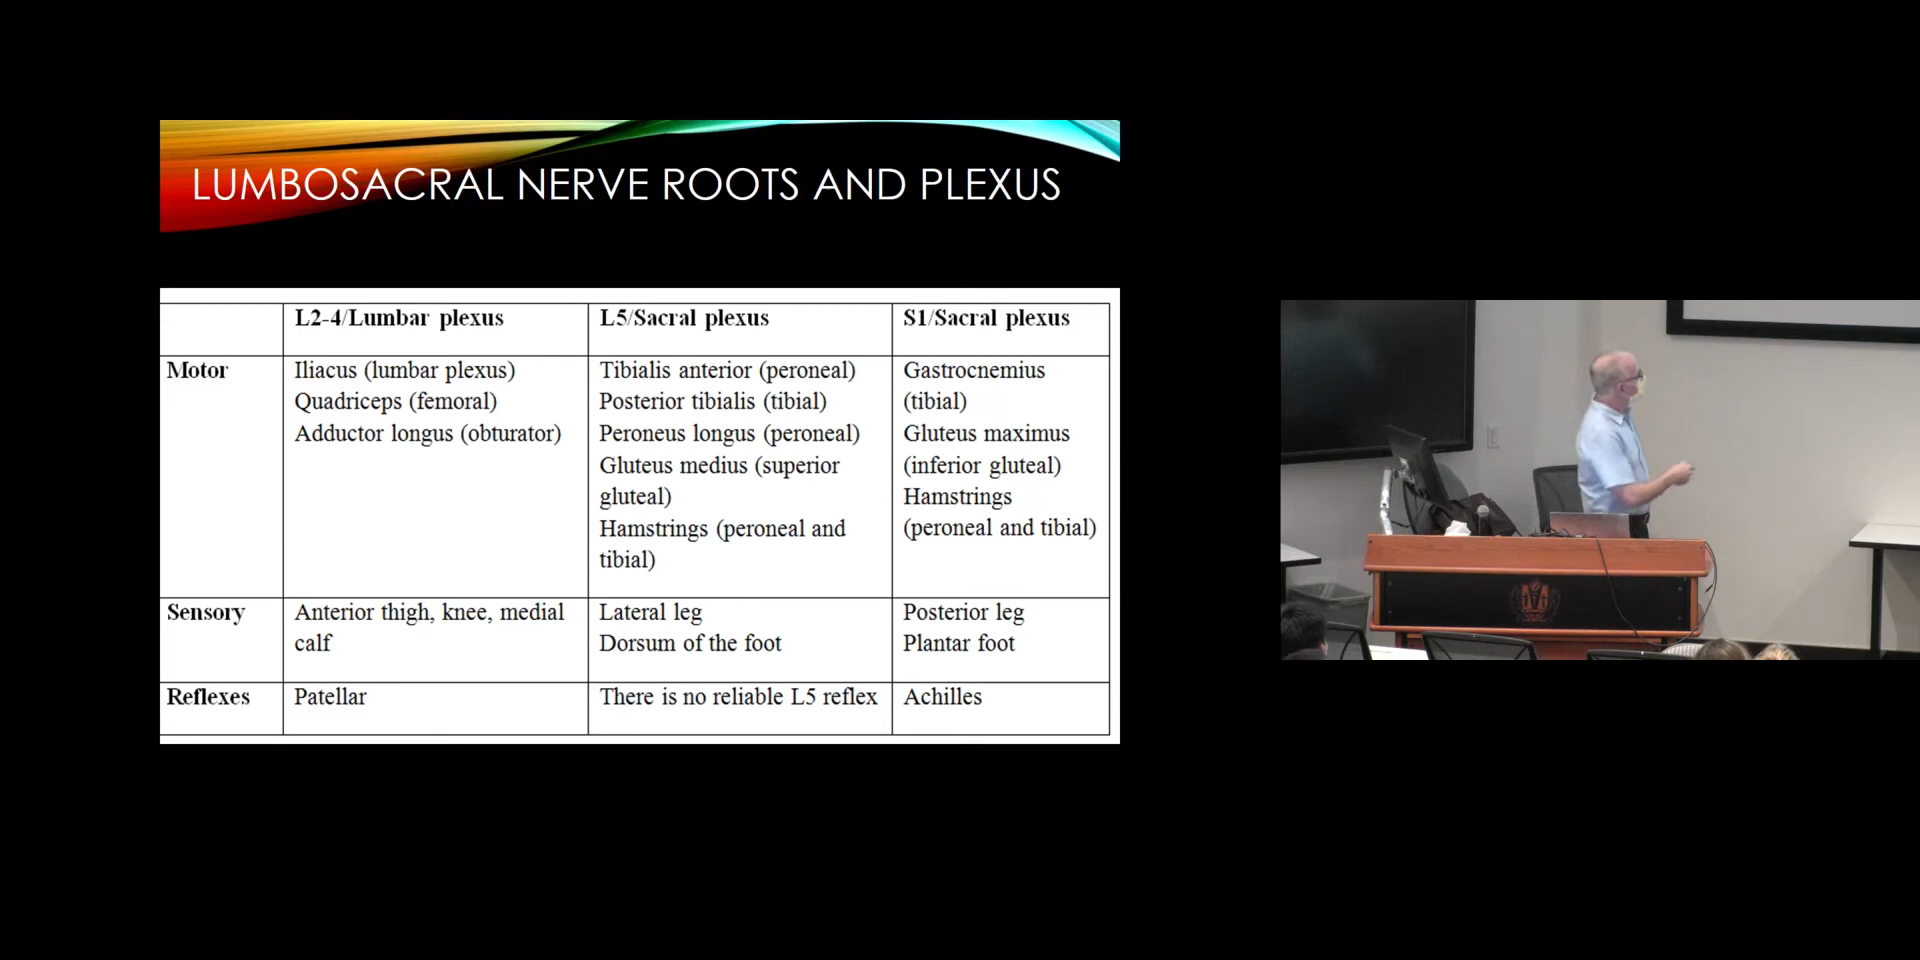 LUMBOSACRAL NERVE ROOTS AND PLEXUS
L2-4/Lumbar plexus
L5/Sacral plexus
S1/Sacral plexus
Motor
Iliacus (lumbar plexus)
Quadriceps (femoral)
Adductor longus (obturator)
Tibialis anterior (peroneal)
Posterior tibialis (tibial)
Peroneus longus (peroneal)
Gluteus medius (superior
gluteal)
Hamstrings (peroneal and
tibial)
Gastrocnemius
(tibial)
Gluteus maximus
(inferior gluteal)
Hamstrings
(peroneal and tibial)
Sensory
Anterior thigh, knee, medial
calf
Lateral leg
Dorsum of the foot
Posterior leg
Plantar foot
Reflexes
Patellar
There is no reliable L5 reflex
Achilles